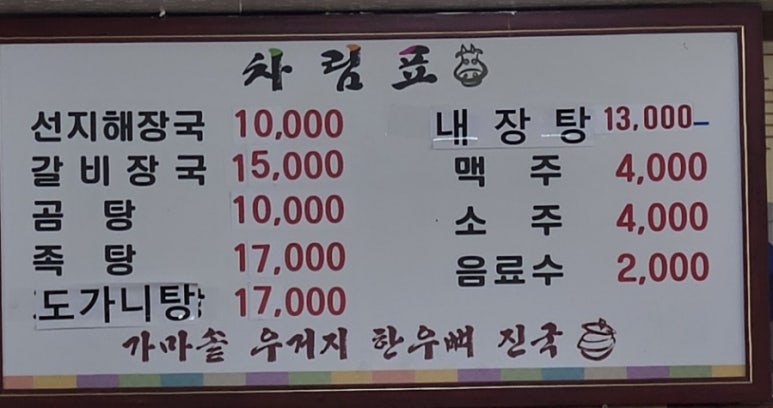 차림표
선지해장국 10,000
갈비장국 15,000
곰탕 10,000
족탕 17,000
도가니탕 17,000
내장탕 13,000
맥주 4,000
소주 4,000
음료수 2,000
가마솥 우거지 한우뼈 진국